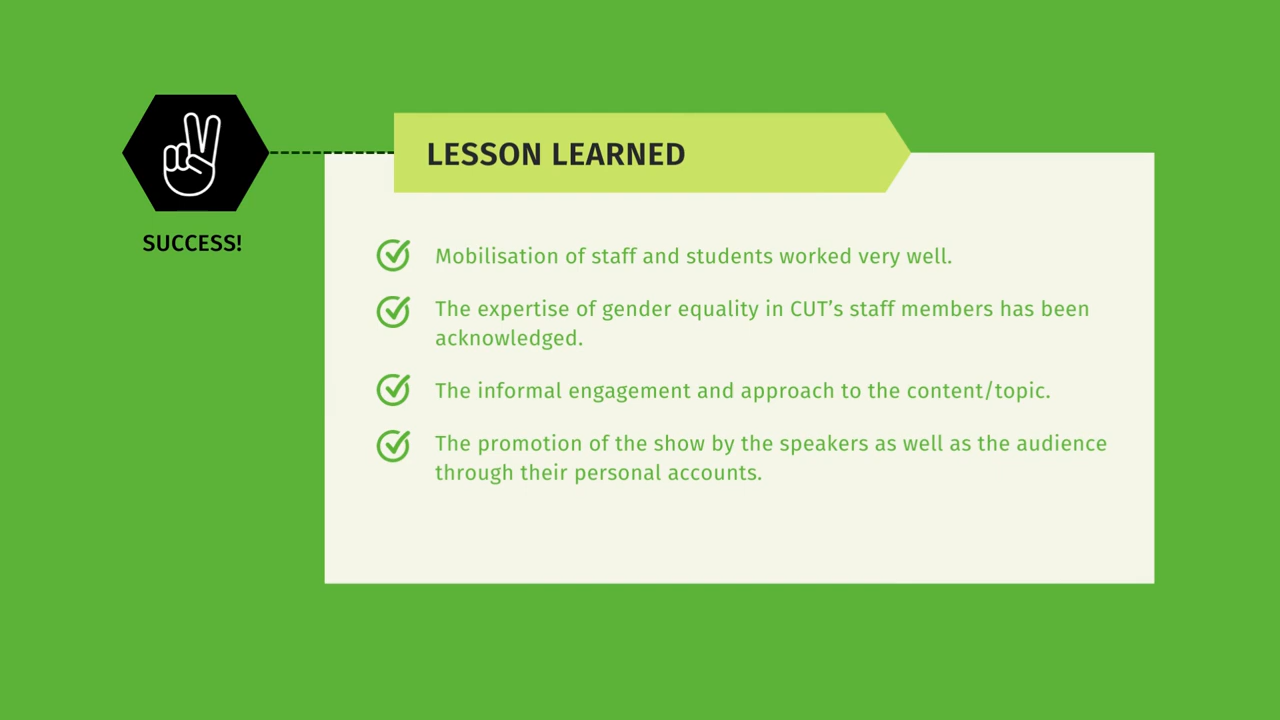 LESSON LEARNED
SUCCESS!
Mobilisation of staff and students worked very well.
The expertise of gender equality in CUT’s staff members has been
acknowledged.
The informal engagement and approach to the content/topic.
The promotion of the show by the speakers as well as the audience
through their personal accounts.